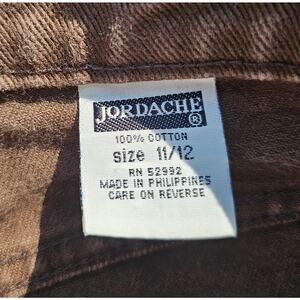 JORDACHE ®
100% COTTON
size 11/12
RN 52992
MADE IN PHILIPPINES
CARE ON REVERSE